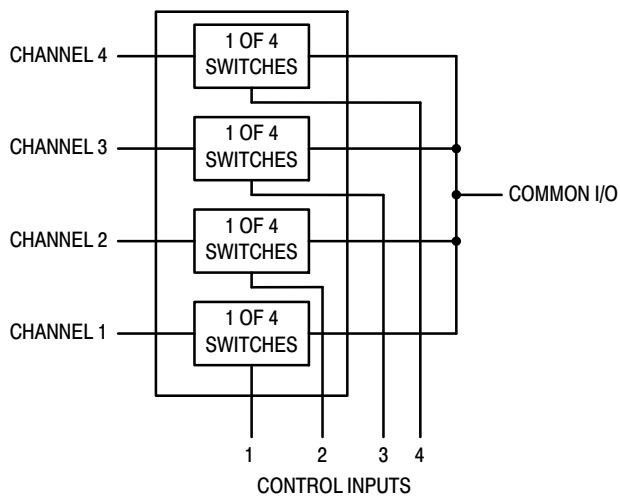 CHANNEL 4
1 OF 4
SWITCHES
CHANNEL 3
1 OF 4
SWITCHES
COMMON I/O
CHANNEL 2
1 OF 4
SWITCHES
CHANNEL 1
1 OF 4
SWITCHES
1 2 3 4
CONTROL INPUTS